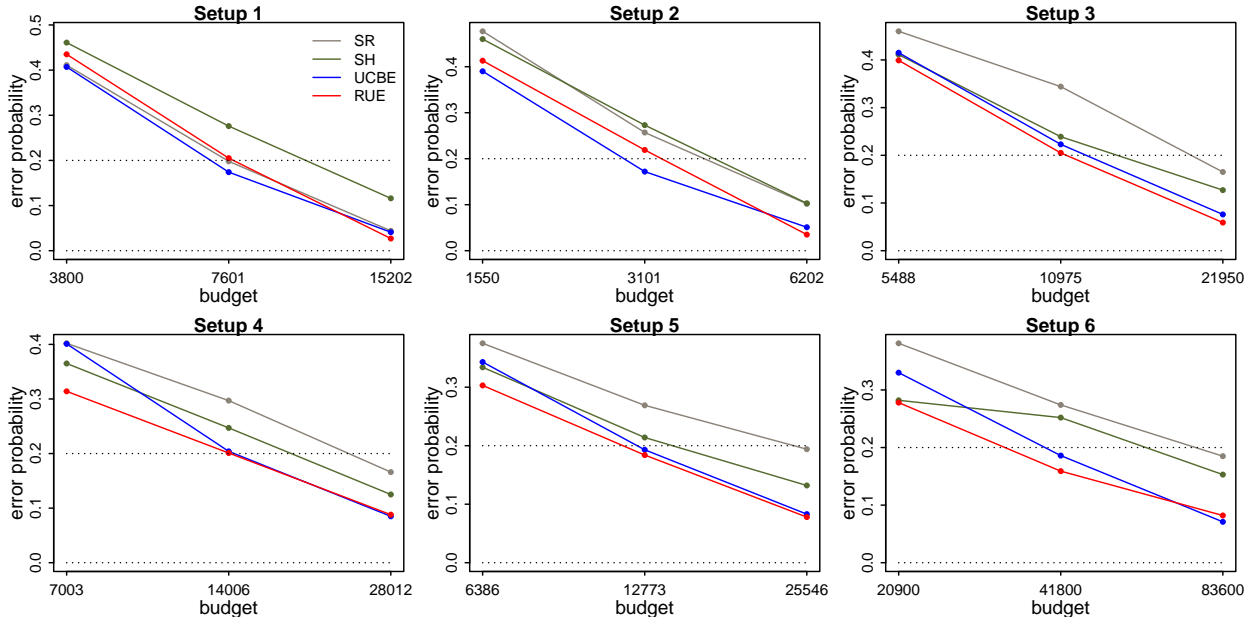 Setup 1
error probability
0.0
0.1
0.2
0.3
0.4
0.5
SR
SH
UCBE
RUE
3800
7601
15202
budget
Setup 2
error probability
0.0
0.1
0.2
0.3
0.4
1550
3101
6202
budget
Setup 3
error probability
0.0
0.1
0.2
0.3
0.4
5488
10975
21950
budget
Setup 4
error probability
0.0
0.1
0.2
0.3
0.4
7003
14006
28012
budget
Setup 5
error probability
0.0
0.1
0.2
0.3
6386
12773
25546
budget
Setup 6
error probability
0.0
0.1
0.2
0.3
20900
41800
83600
budget